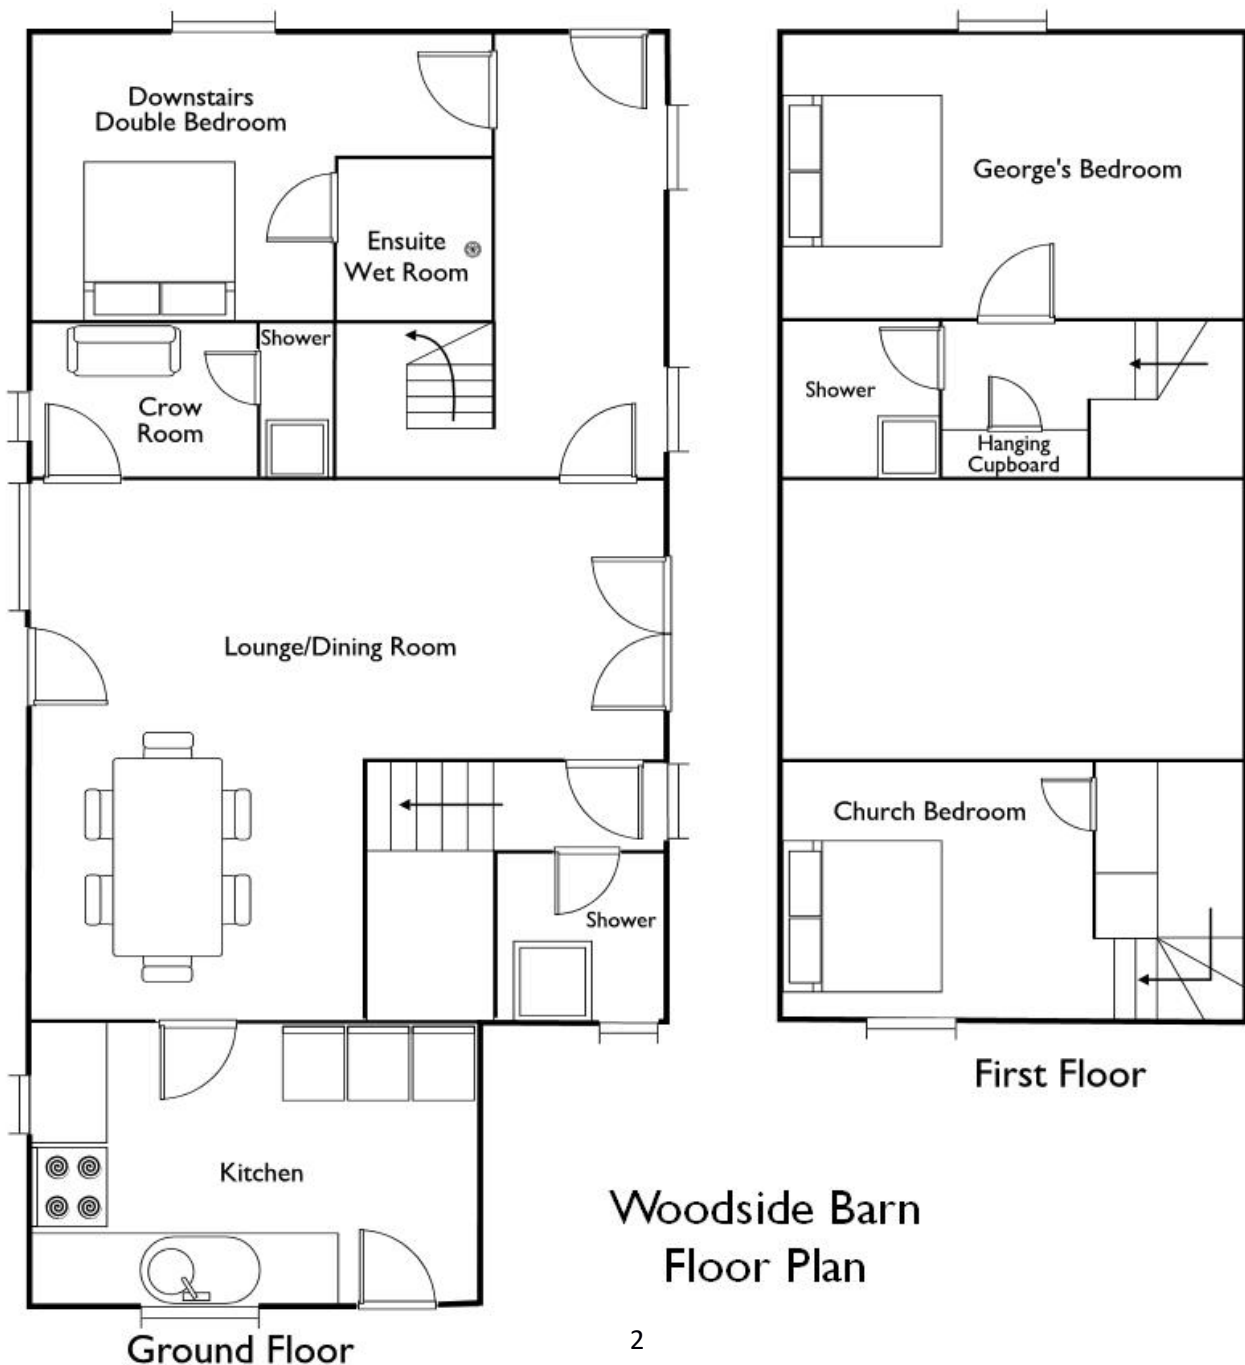 Downstairs
Double Bedroom
Ensuite
Wet Room
Shower
Crow
Room
Lounge/Dining Room
Shower
Kitchen
Ground Floor
George's Bedroom
Shower
Hanging
Cupboard
Church Bedroom
First Floor
Woodside Barn
Floor Plan
2